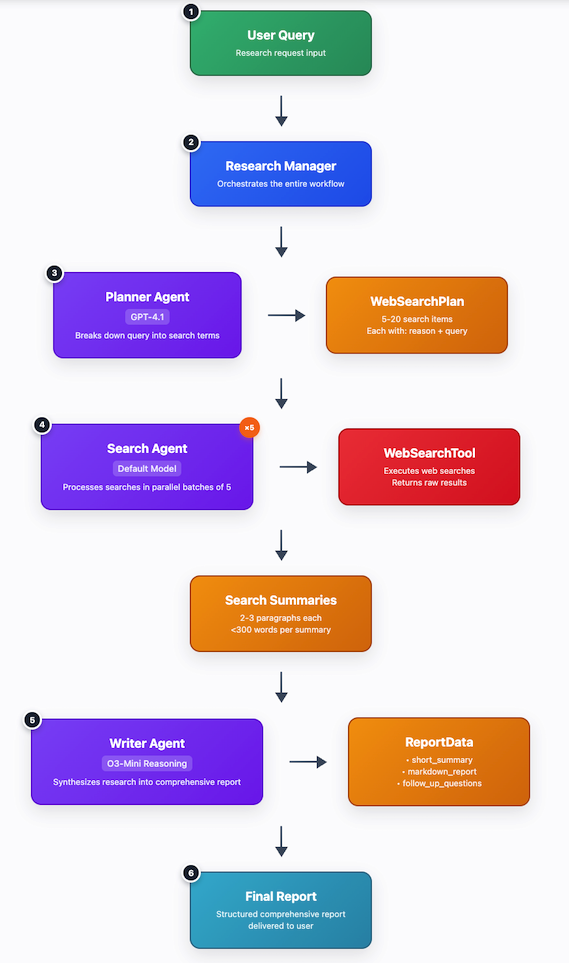 1
User Query
Research request input
2
Research Manager
Orchestrates the entire workflow
3
Planner Agent
GPT-4.1
Breaks down query into search terms
WebSearchPlan
5-20 search items
Each with: reason + query
4
×5
Search Agent
Default Model
Processes searches in parallel batches of 5
WebSearchTool
Executes web searches
Returns raw results
Search Summaries
2-3 paragraphs each
<300 words per summary
5
Writer Agent
O3-Mini Reasoning
Synthesizes research into comprehensive report
ReportData
• short_summary
• markdown_report
• follow_up_questions
6
Final Report
Structured comprehensive report
delivered to user